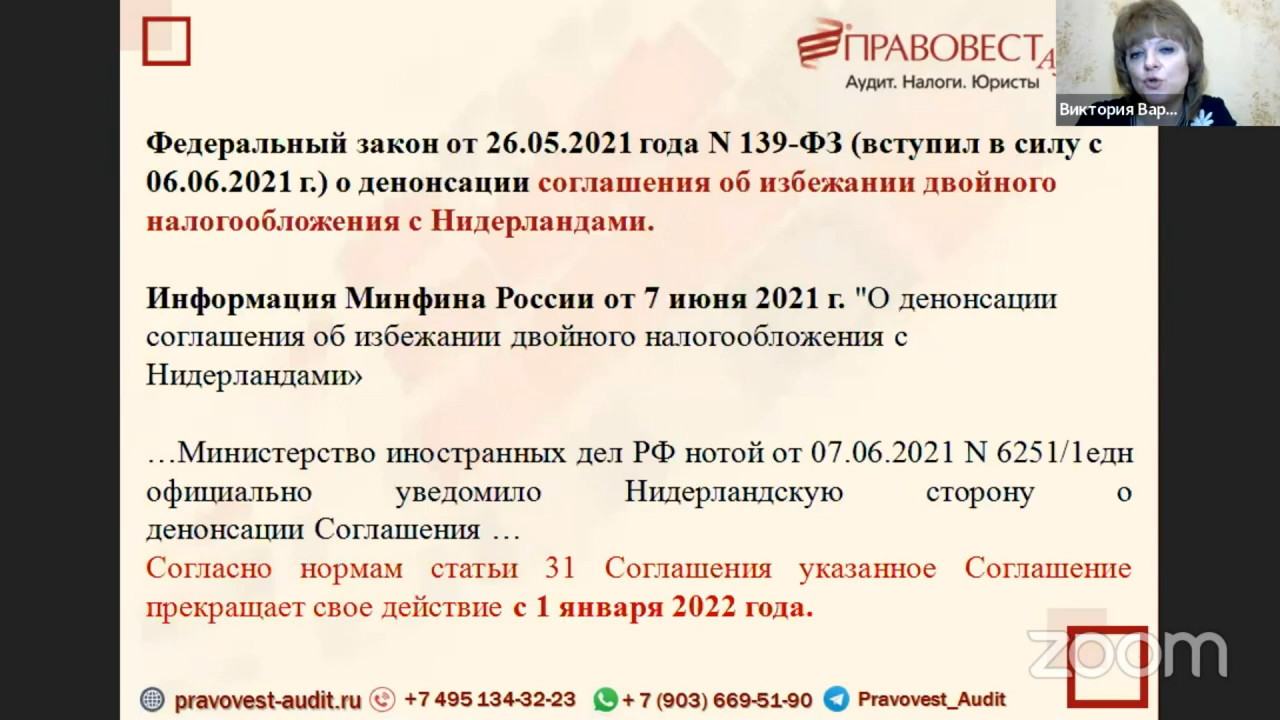 ПРАВОВЕСТ
Аудит. Налоги. Юристы
Виктория Вар...
Федеральный закон от 26.05.2021 года N 139-ФЗ (вступил в силу с
06.06.2021 г.) о денонсации соглашения об избежании двойного
налогообложения с Нидерландами.
Информация Минфина России от 7 июня 2021 г. "О денонсации
соглашения об избежании двойного налогообложения с
Нидерландами»
…Министерство иностранных дел РФ нотой от 07.06.2021 N 6251/1едн
официально уведомило Нидерландскую сторону о
денонсации Соглашения …
Согласно нормам статьи 31 Соглашения указанное Соглашение
прекращает свое действие с 1 января 2022 года.
zoom
pravovest-audit.ru +7 495 134-32-23 + 7 (903) 669-51-90 Pravovest_Audit